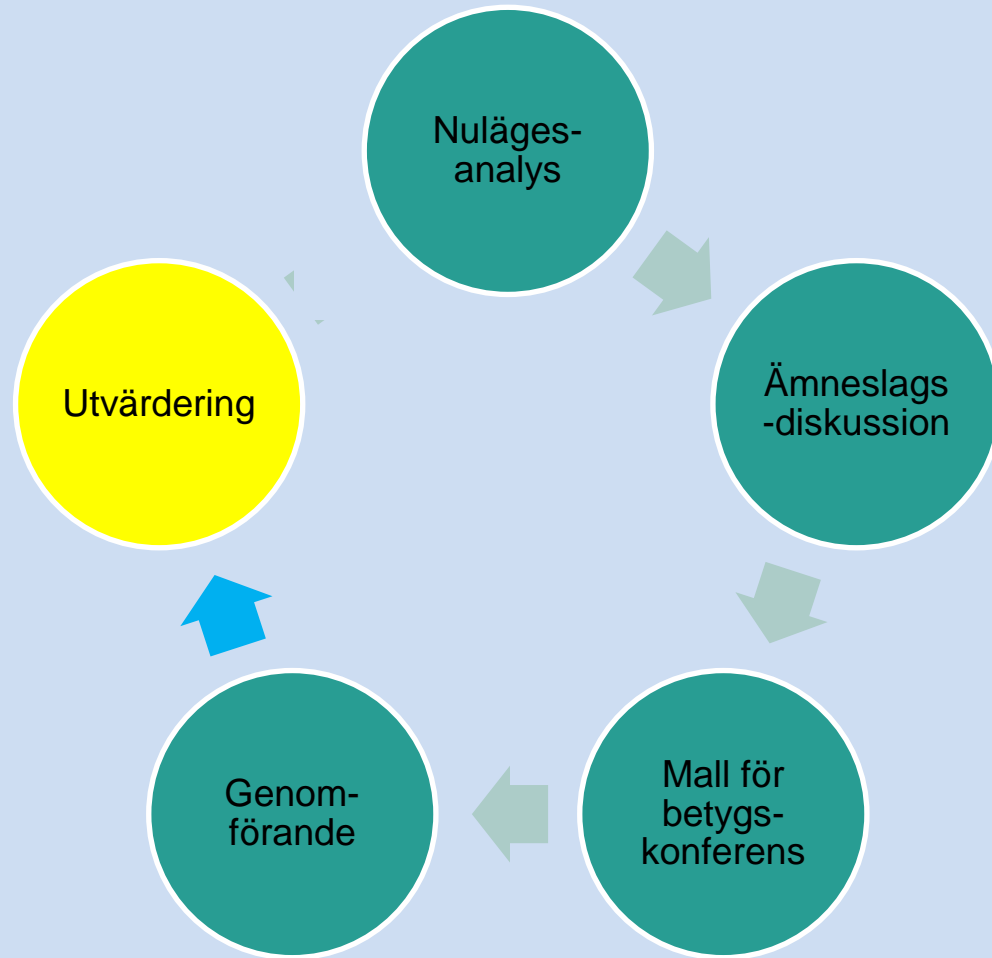 Nuläges-
analys
Ämneslags
-diskussion
Mall för
betygs-
konferens
Genom-
förande
Utvärdering